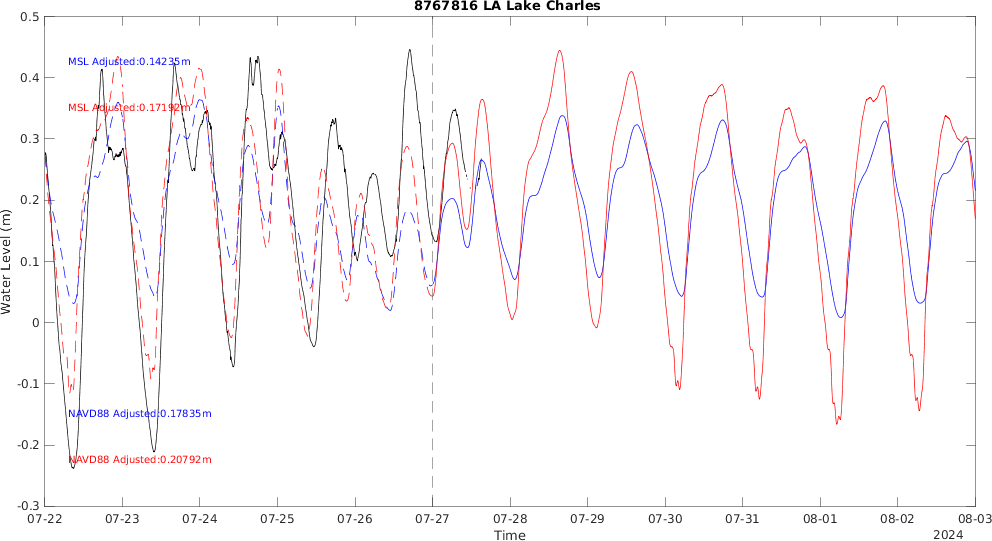 8767816 LA Lake Charles
0.5
MSL Adjusted:0.14235m
0.4
MSL Adjusted:0.17192m
0.3
0.2
Water Level (m)
0.1
0
-0.1
NAVD88 Adjusted:0.17835m
-0.2
NAVD88 Adjusted:0.20792m
-0.3
07-22 07-23 07-24 07-25 07-26 07-27 07-28 07-29 07-30 07-31 08-01 08-02 08-03
Time
2024